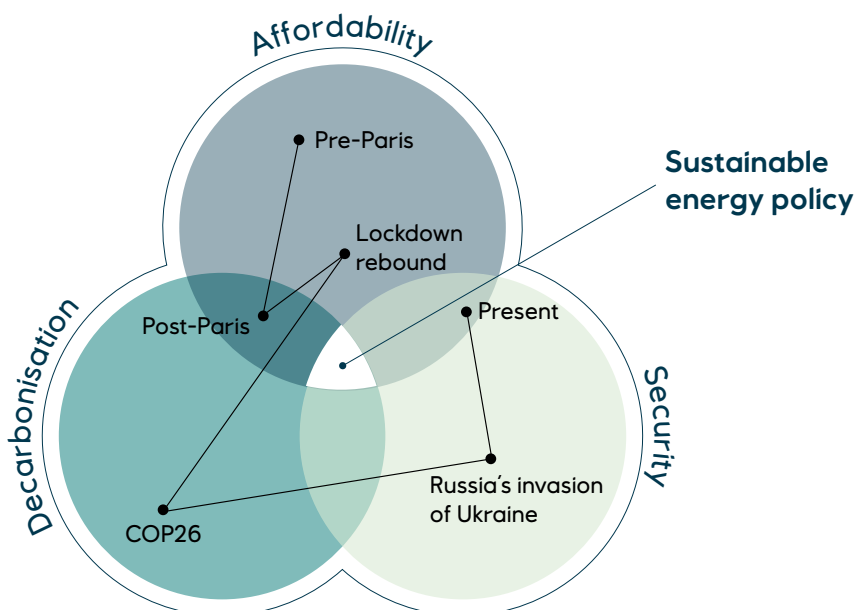 Affordability
Pre-Paris
Sustainable
energy policy
Lockdown
rebound
Post-Paris
Present
Decarbonisation
Security
Russia’s invasion
of Ukraine
COP26